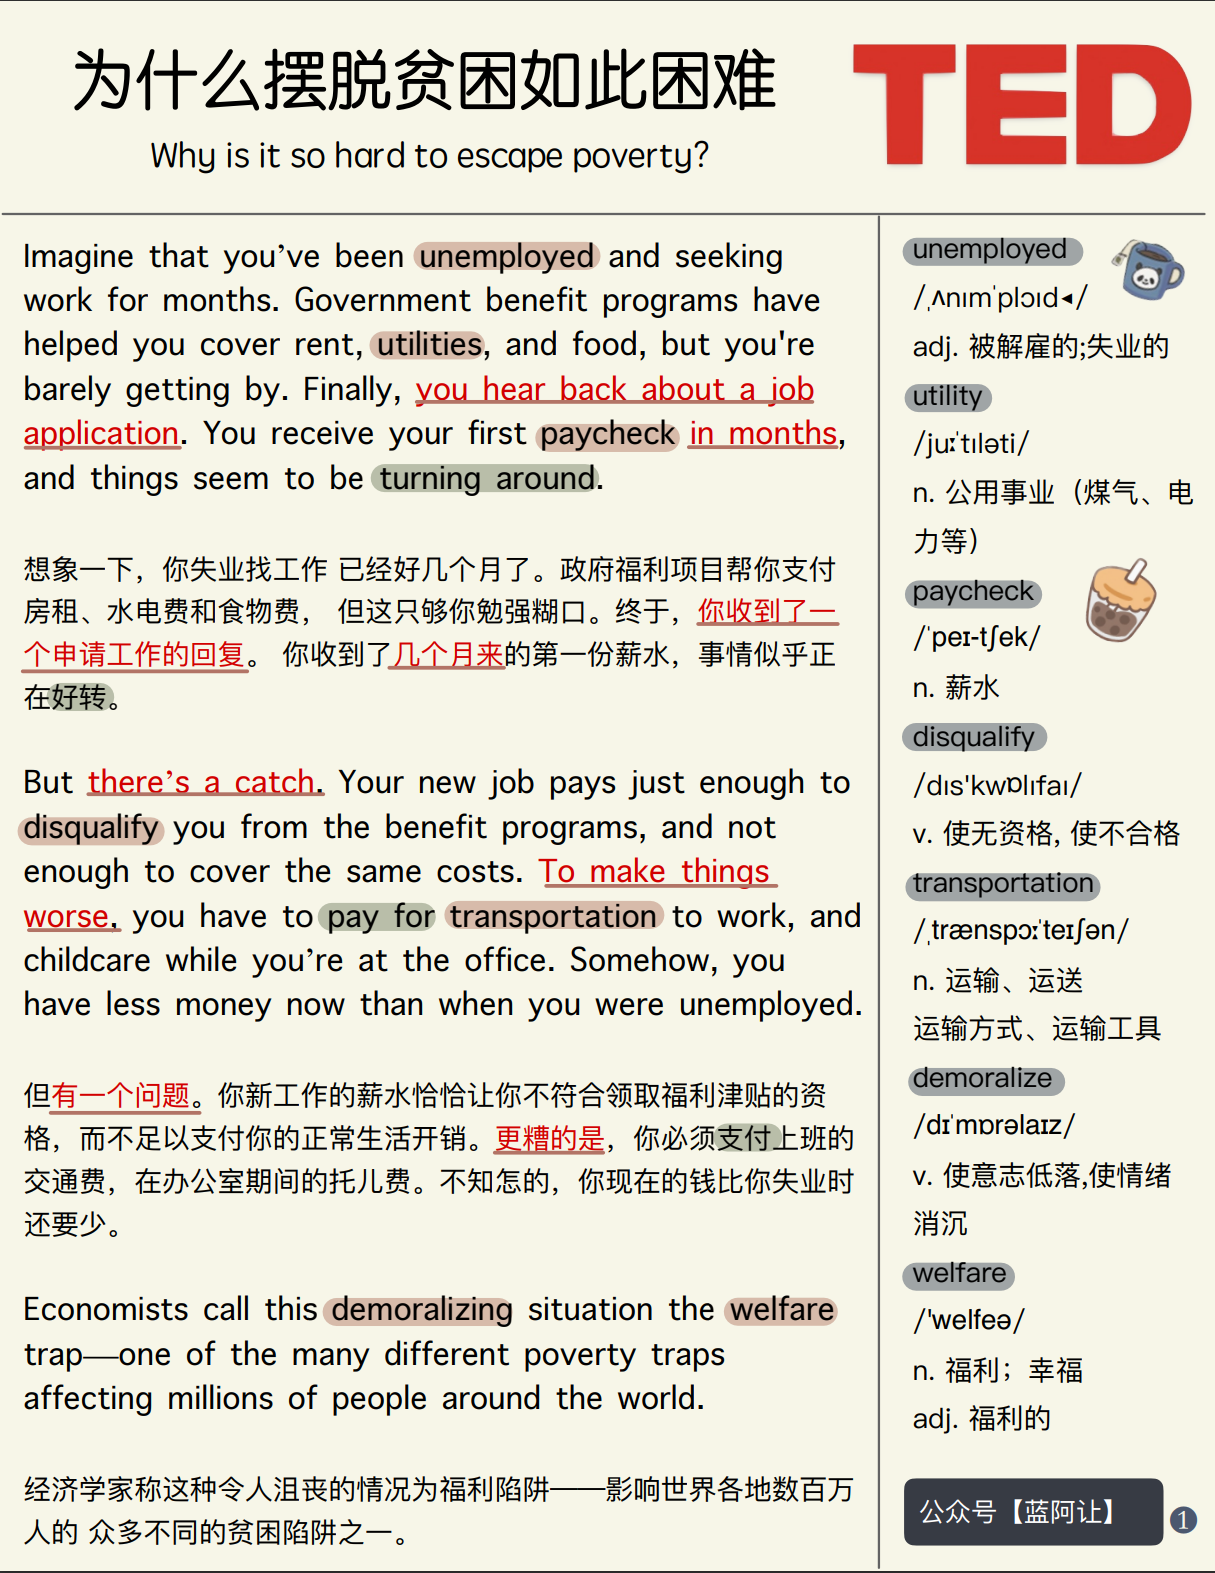 为什么摆脱贫困如此困难
TED
Why is it so hard to escape poverty?
Imagine that you’ve been unemployed and seeking
work for months. Government benefit programs have
helped you cover rent, utilities, and food, but you're
barely getting by. Finally, you hear back about a job
application. You receive your first paycheck in months,
and things seem to be turning around.
想象一下，你失业找工作 已经好几个月了。政府福利项目帮你支付
房租、水电费和食物费， 但这只够你勉强糊口。终于，你收到了一
个申请工作的回复。 你收到了几个月来的第一份薪水，事情似乎正
在好转。
But there’s a catch. Your new job pays just enough to
disqualify you from the benefit programs, and not
enough to cover the same costs. To make things
worse, you have to pay for transportation to work, and
childcare while you’re at the office. Somehow, you
have less money now than when you were unemployed.
但有一个问题。你新工作的薪水恰恰让你不符合领取福利津贴的资
格，而不足以支付你的正常生活开销。更糟的是，你必须支付上班的
交通费，在办公室期间的托儿费。不知怎的，你现在的钱比你失业时
还要少。
Economists call this demoralizing situation the welfare
trap—one of the many different poverty traps
affecting millions of people around the world.
经济学家称这种令人沮丧的情况为福利陷阱——影响世界各地数百万
人的 众多不同的贫困陷阱之一。
unemployed
/ˌʌnɪmˈplɔɪd◂/
adj. 被解雇的;失业的
utility
/juːˈtɪləti/
n. 公用事业（煤气、电
力等）
paycheck
/ˈpeɪ-tʃek/
n. 薪水
disqualify
/dɪs'kwɒlɪfaɪ/
v. 使无资格, 使不合格
transportation
/ˌtrænspɔːˈteɪʃən/
n. 运输、运送
运输方式、运输工具
demoralize
/dɪˈmɒrəlaɪz/
v. 使意志低落,使情绪
消沉
welfare
/'welfeə/
n. 福利；幸福
adj. 福利的
公众号【蓝阿让】
1